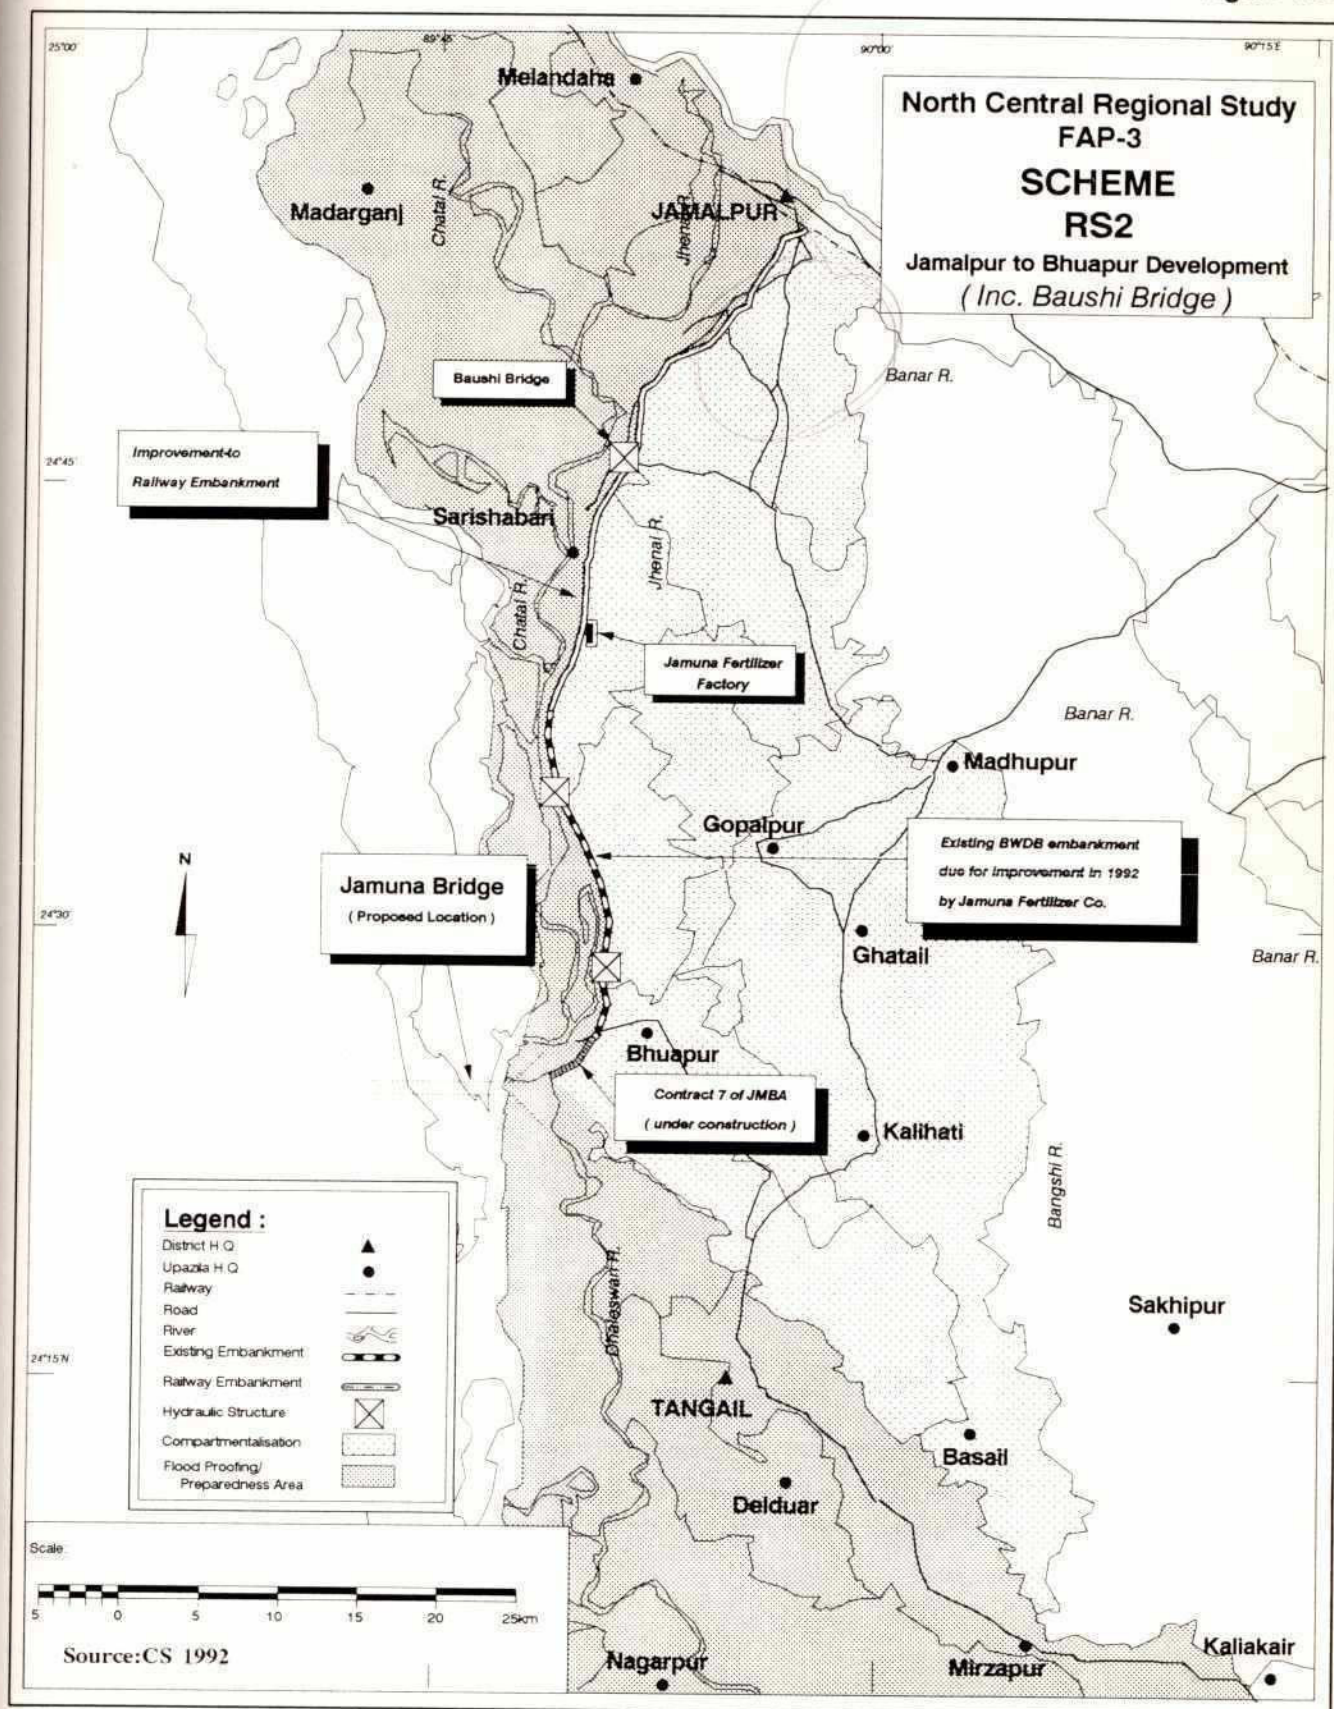 25°00'
89°45'
90°00'
90°15'E
Melandaha
North Central Regional Study
FAP-3
SCHEME
RS2
Jamalpur to Bhuapur Development
( Inc. Baushi Bridge )
Madarganj
Chatal R.
Jhenai R.
JAMALPUR
Baushi Bridge
Banar R.
24°45'
Improvement-to
Railway Embankment
Sarishabari
Jhenai R.
Chatal R.
Jamuna Fertilizer
Factory
Banar R.
Madhupur
Gopalpur
Existing BWDB embankment
due for improvement in 1992
by Jamuna Fertilizer Co.
N
Jamuna Bridge
( Proposed Location )
24°30'
Ghatail
Banar R.
Bhuapur
Contract 7 of JMBA
( under construction )
Kalihati
Bangshi R.
Legend :
District H Q
Upazila H Q
Railway
Road
River
Existing Embankment
Railway Embankment
Hydraulic Structure
Compartmentalisation
Flood Proofing/
Preparedness Area
Dhaleswari R.
Sakhipur
24°15'N
TANGAIL
Basail
Delduar
Scale:
5 0 5 10 15 20 25km
Source:CS 1992
Nagarpur
Mirzapur
Kaliakair